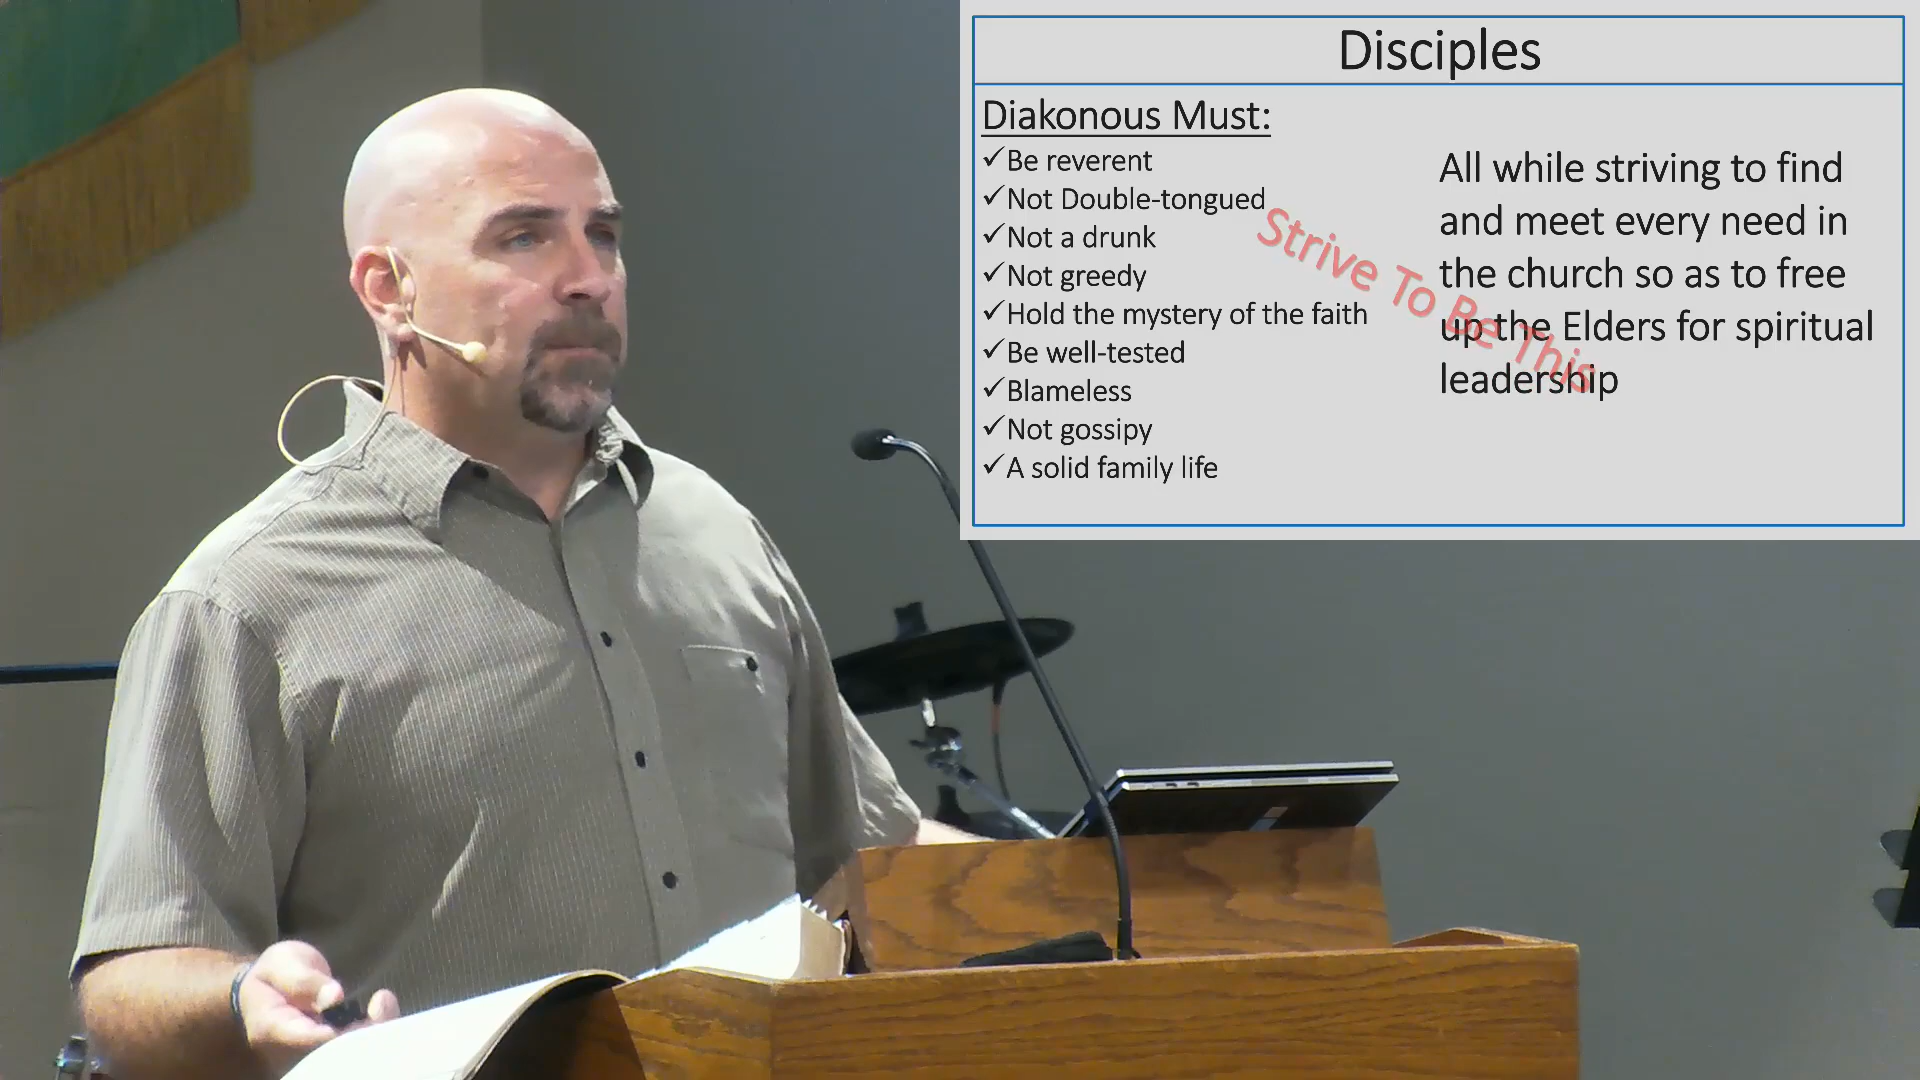 Disciples
Diakonous Must:
✓Be reverent
✓Not Double-tongued
✓Not a drunk
✓Not greedy
✓Hold the mystery of the faith
✓Be well-tested
✓Blameless
✓Not gossipy
✓A solid family life
All while striving to find
and meet every need in
the church so as to free
up the Elders for spiritual
leadership
Strive To Be This